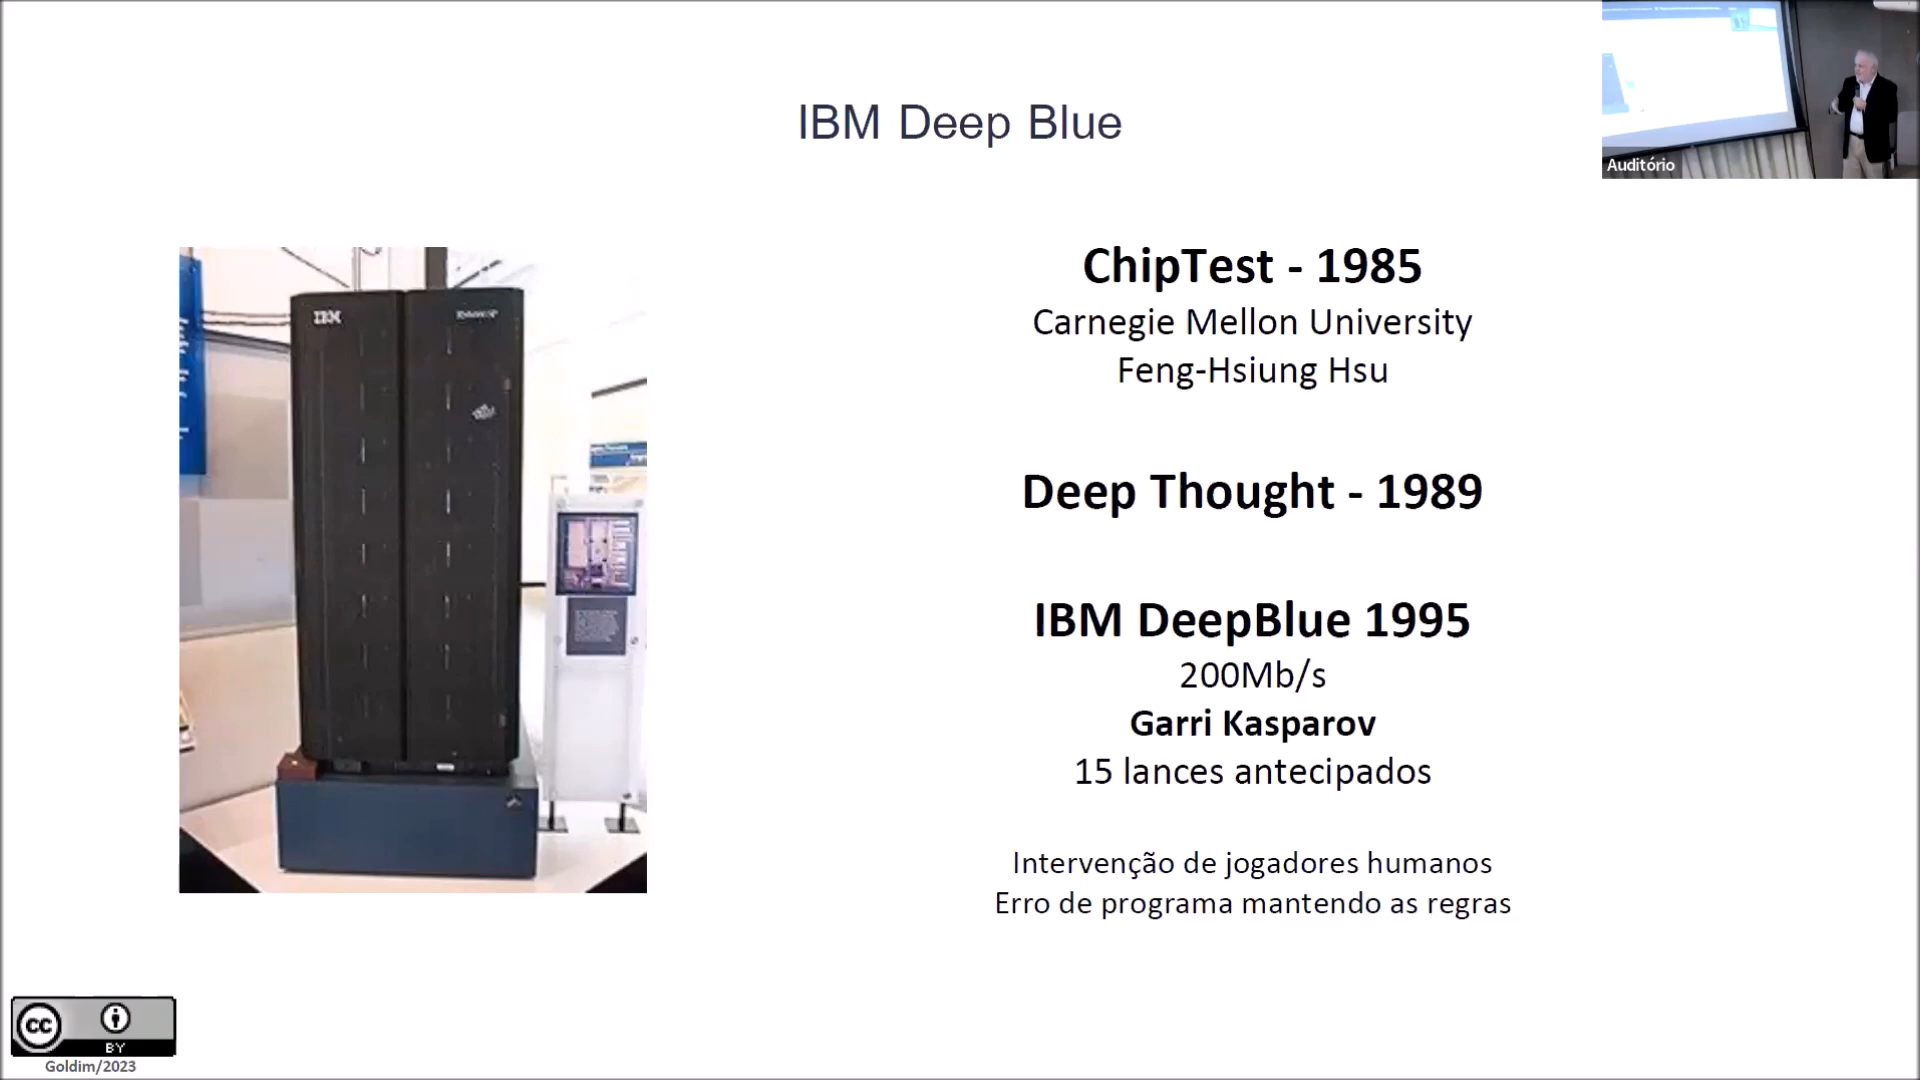 IBM Deep Blue
Auditório
ChipTest - 1985
Carnegie Mellon University
Feng-Hsiung Hsu
Deep Thought - 1989
IBM DeepBlue 1995
200Mb/s
Garri Kasparov
15 lances antecipados
Intervenção de jogadores humanos
Erro de programa mantendo as regras
IBM
cc
BY
Goldim/2023